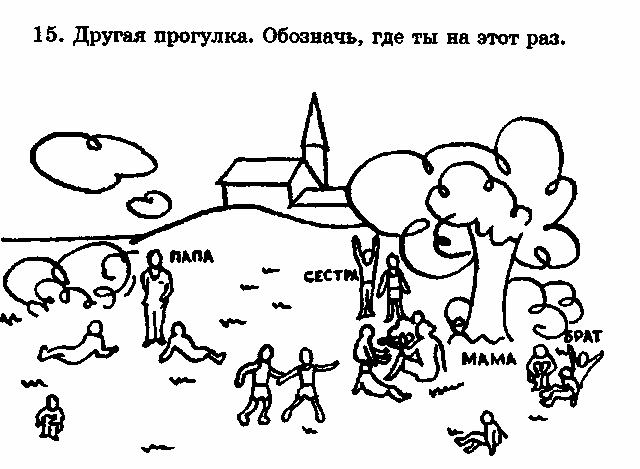 15. Другая прогулка. Обозначь, где ты на этот раз.
ПАПА
СЕСТРА
МАМА
БРАТ